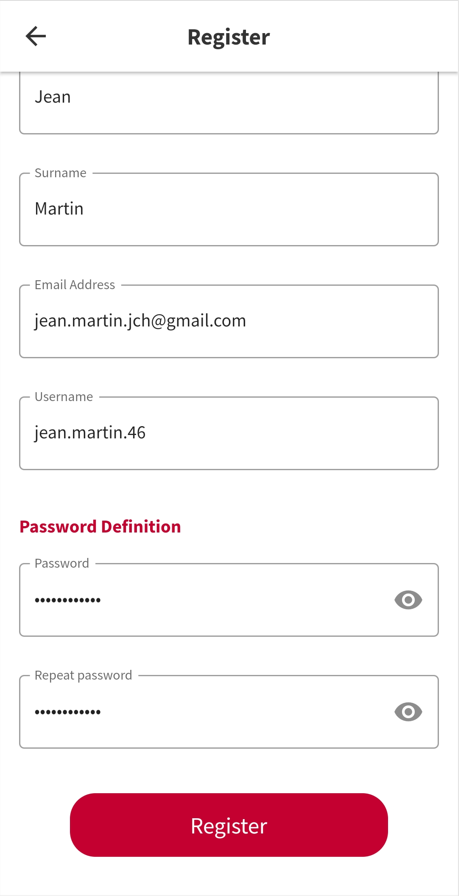 Register
Jean
Surname
Martin
Email Address
jean.martin.jch@gmail.com
Username
jean.martin.46
Password Definition
Password
••••••••••••
Repeat password
••••••••••••
Register